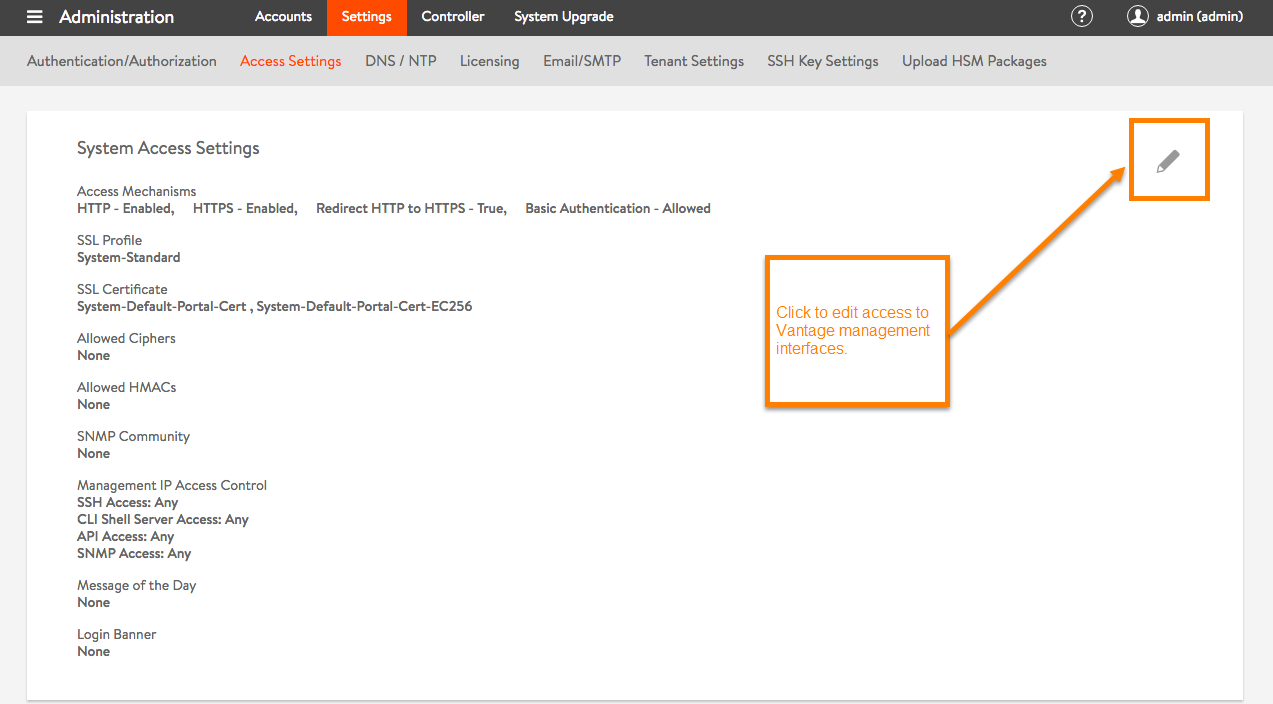 Administration Accounts Settings Controller System Upgrade ? admin (admin)
Authentication/Authorization Access Settings DNS / NTP Licensing Email/SMTP Tenant Settings SSH Key Settings Upload HSM Packages
System Access Settings
Access Mechanisms
HTTP - Enabled, HTTPS - Enabled, Redirect HTTP to HTTPS - True, Basic Authentication - Allowed
SSL Profile
System-Standard
SSL Certificate
System-Default-Portal-Cert , System-Default-Portal-Cert-EC256
Allowed Ciphers
None
Allowed HMACs
None
SNMP Community
None
Management IP Access Control
SSH Access: Any
CLI Shell Server Access: Any
API Access: Any
SNMP Access: Any
Message of the Day
None
Login Banner
None
Click to edit access to
Vantage management
interfaces.